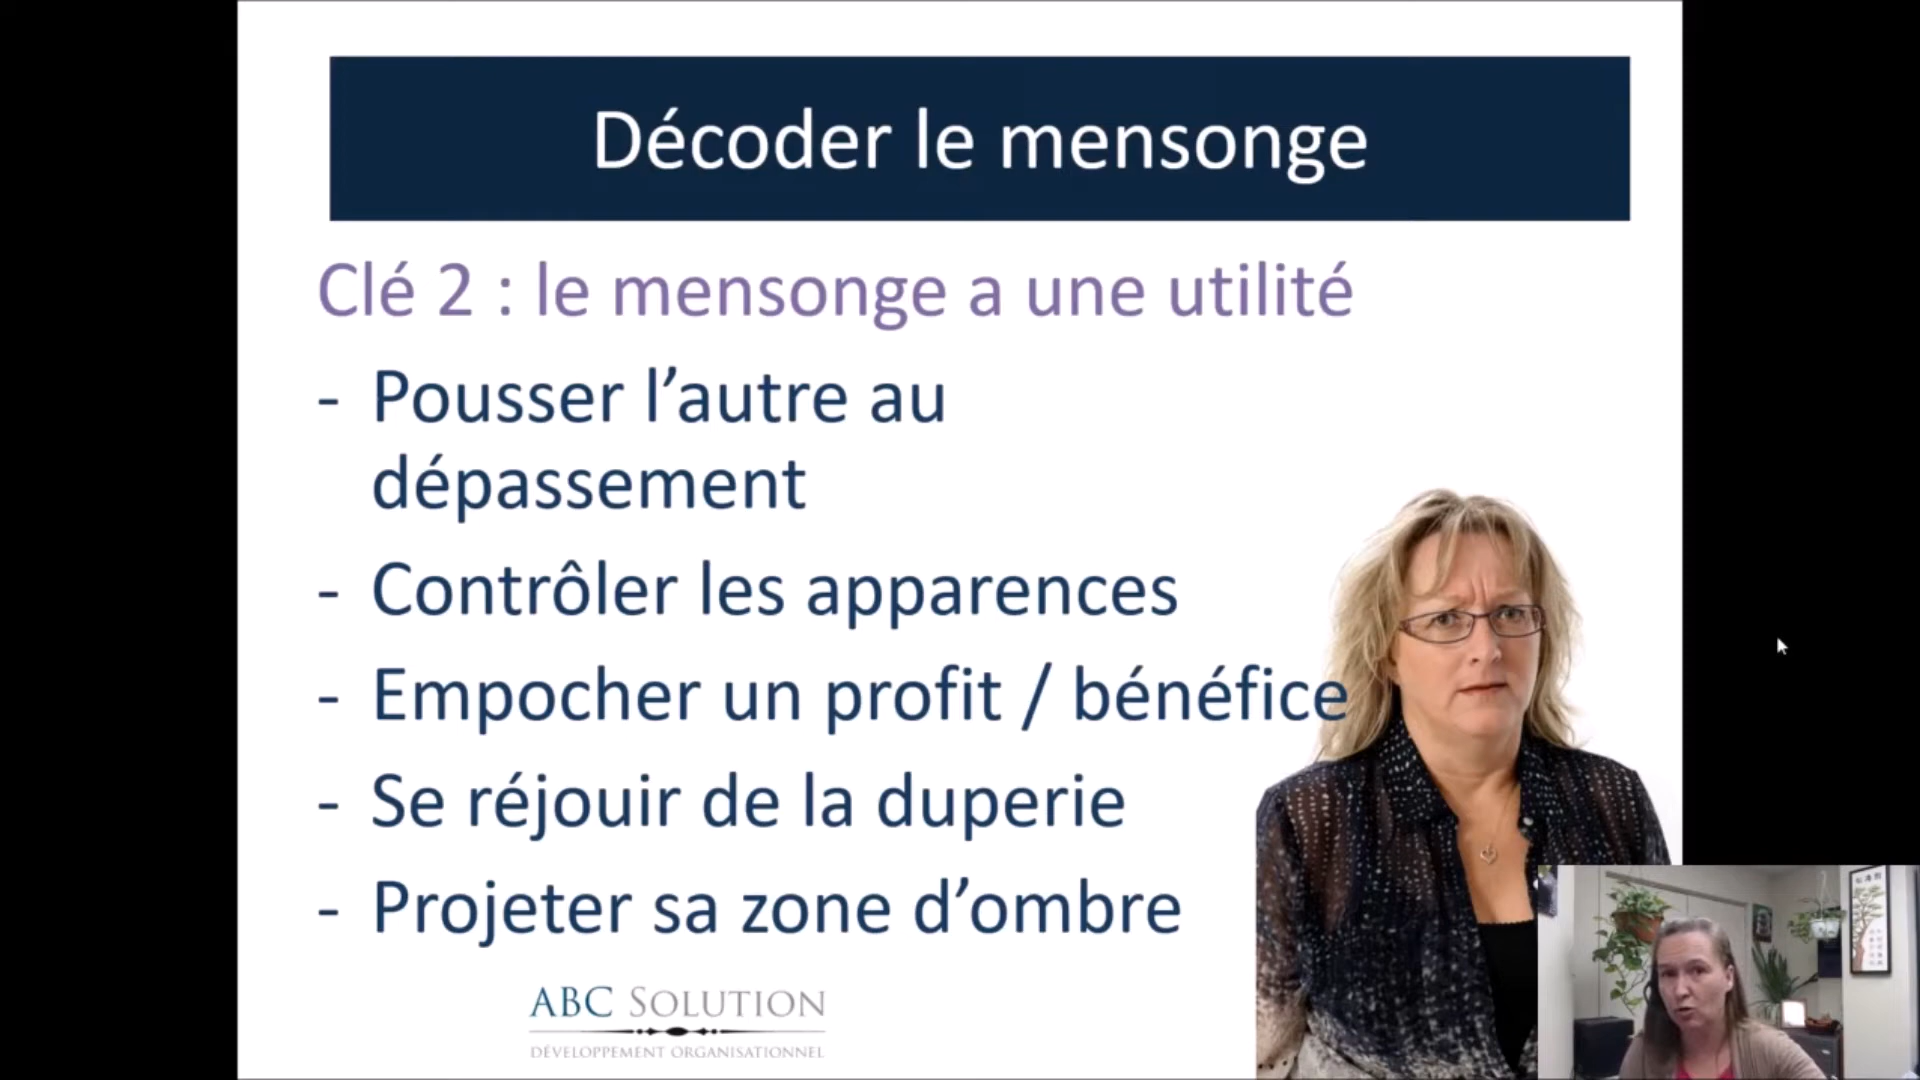 Décoder le mensonge
Clé 2 : le mensonge a une utilité
- Pousser l’autre au
dépassement
- Contrôler les apparences
- Empocher un profit / bénéfice
- Se réjouir de la duperie
- Projeter sa zone d’ombre
ABC SOLUTION
DÉVELOPPEMENT ORGANISATIONNEL